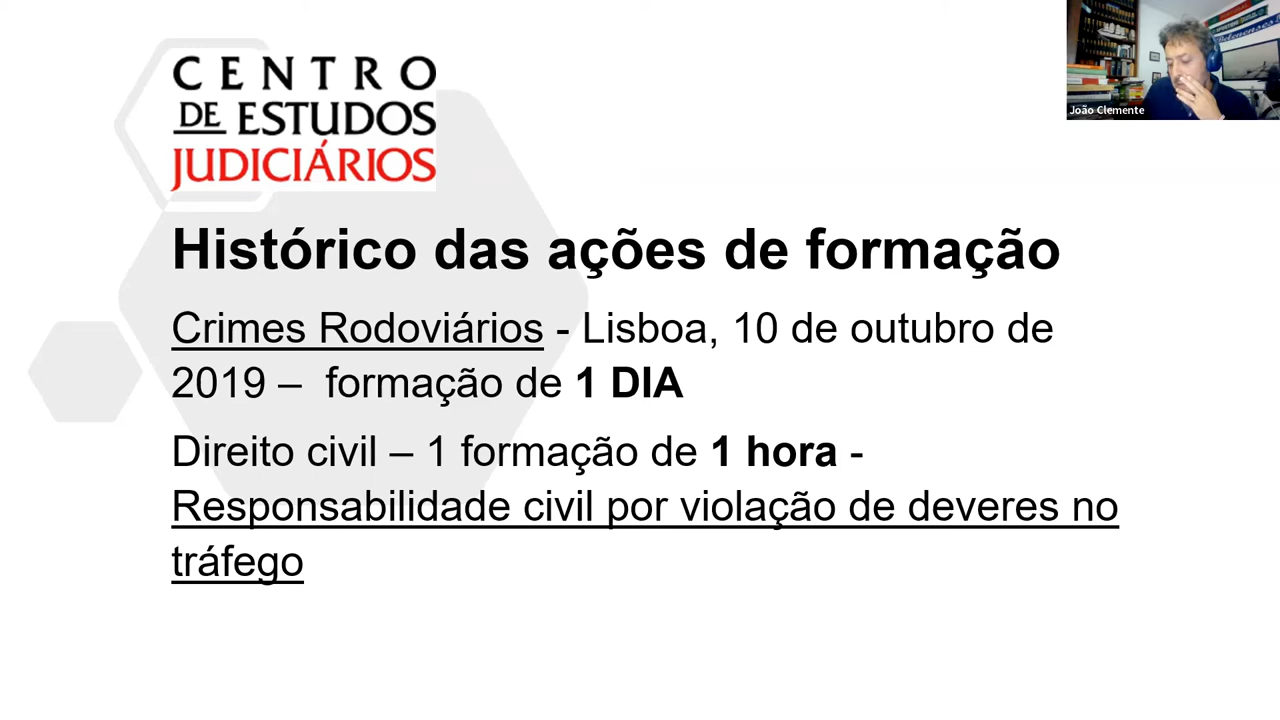 CENTRO
DE ESTUDOS
JUDICIÁRIOS
João Clemente
Histórico das ações de formação
Crimes Rodoviários - Lisboa, 10 de outubro de
2019 – formação de 1 DIA
Direito civil – 1 formação de 1 hora -
Responsabilidade civil por violação de deveres no
tráfego